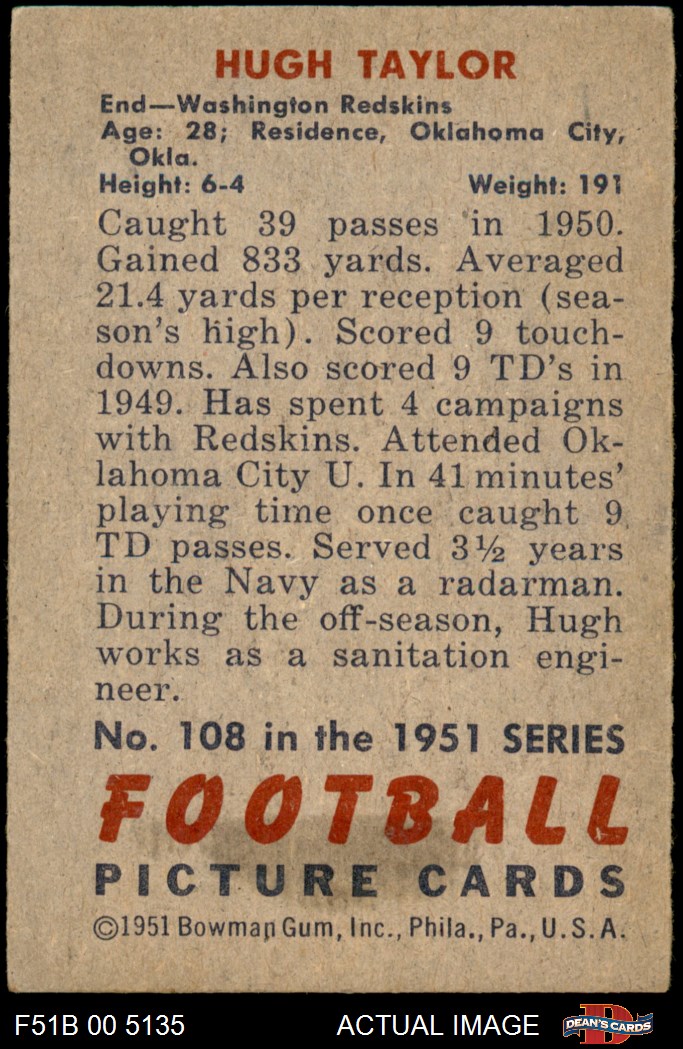 HUGH TAYLOR
End—Washington Redskins
Age: 28; Residence, Oklahoma City,
Okla.
Height: 6-4 Weight: 191
Caught 39 passes in 1950.
Gained 833 yards. Averaged
21.4 yards per reception (sea-
son's high). Scored 9 touch-
downs. Also scored 9 TD's in
1949. Has spent 4 campaigns
with Redskins. Attended Ok-
lahoma City U. In 41 minutes'
playing time once caught 9
TD passes. Served 3½ years
in the Navy as a radarman.
During the off-season, Hugh
works as a sanitation engi-
neer.
No. 108 in the 1951 SERIES
FOOTBALL
PICTURE CARDS
©1951 Bowman Gum, Inc., Phila., Pa., U.S.A.
F51B 00 5135 ACTUAL IMAGE D DEAN'S CARDS